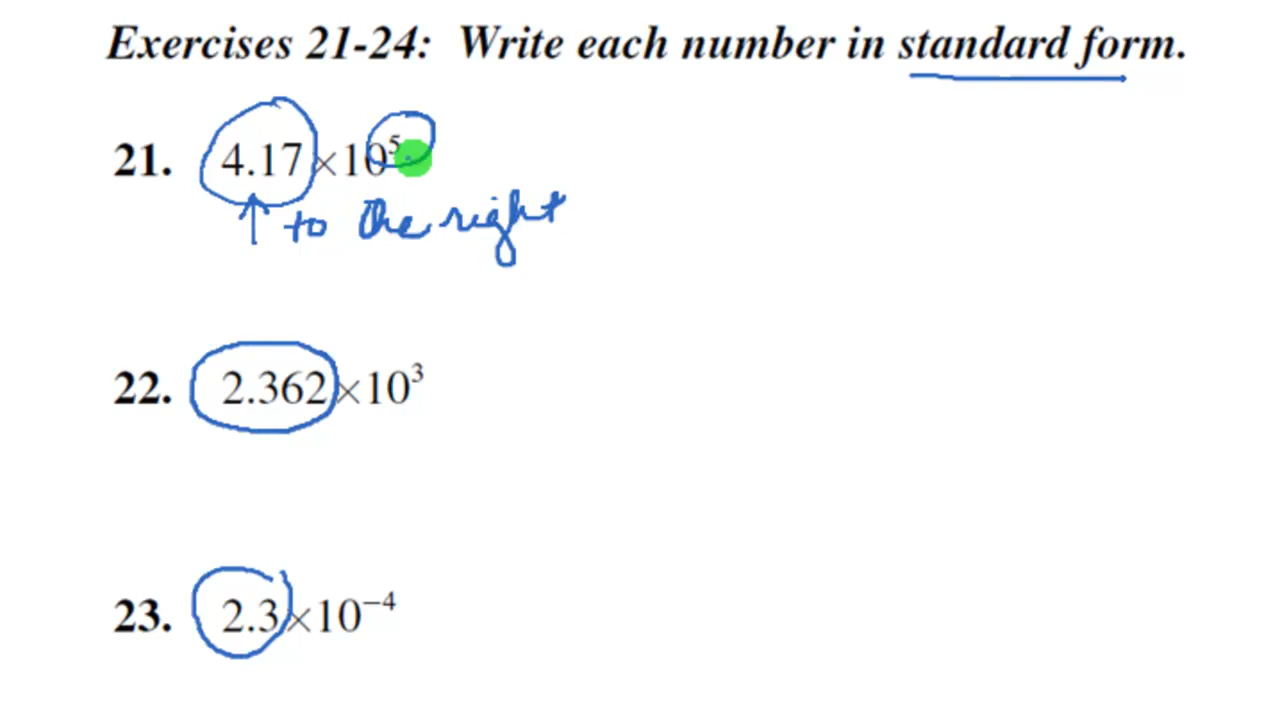 Exercises 21-24: Write each number in standard form.
21. 4.17×10⁵
↑ to the right
22. 2.362×10³
23. 2.3×10⁻⁴